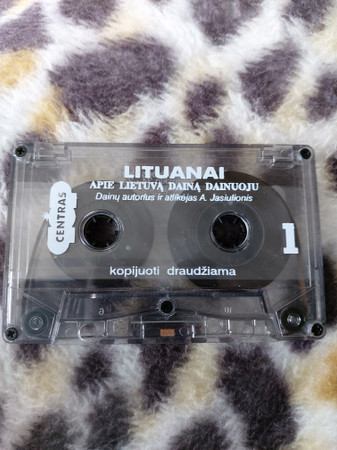 LITUANAI
APIE LIETUVĄ DAINĄ DAINUOJU
Dainų autorius ir atlikėjas A. Jasiulionis
CENTRAS
1
kopijuoti draudžiama